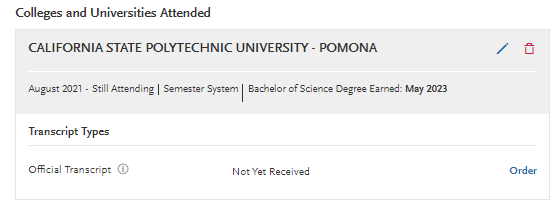 Colleges and Universities Attended
CALIFORNIA STATE POLYTECHNIC UNIVERSITY - POMONA
August 2021 - Still Attending | Semester System | Bachelor of Science Degree Earned: May 2023
Transcript Types
Official Transcript Not Yet Received Order